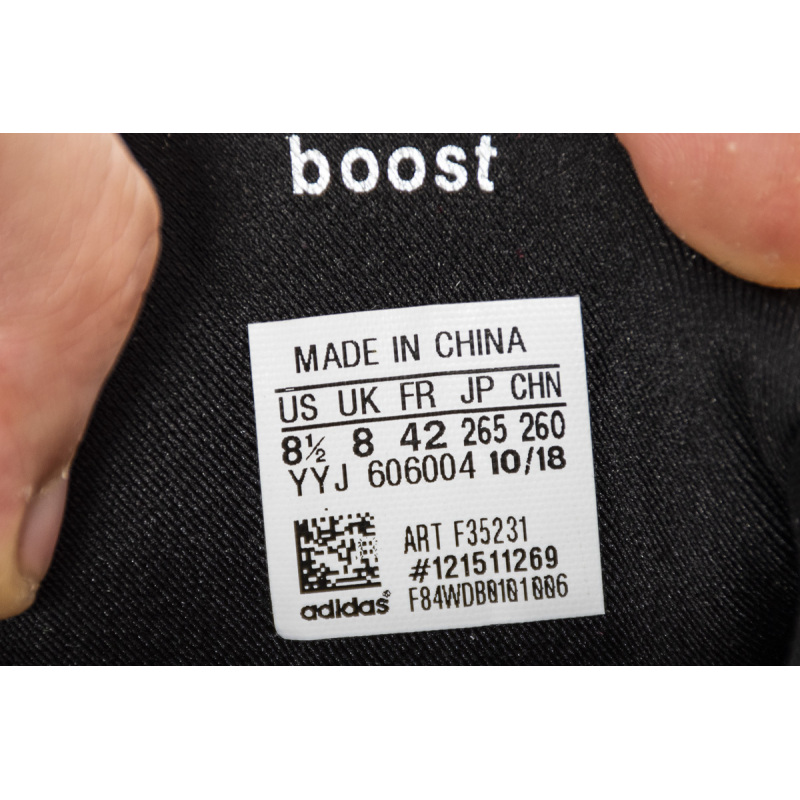 boost
MADE IN CHINA
US UK FR JP CHN
8½ 8 42 265 260
YYJ 606004 10/18
ART F35231
#121511269
F84WDB0101006
adidas®